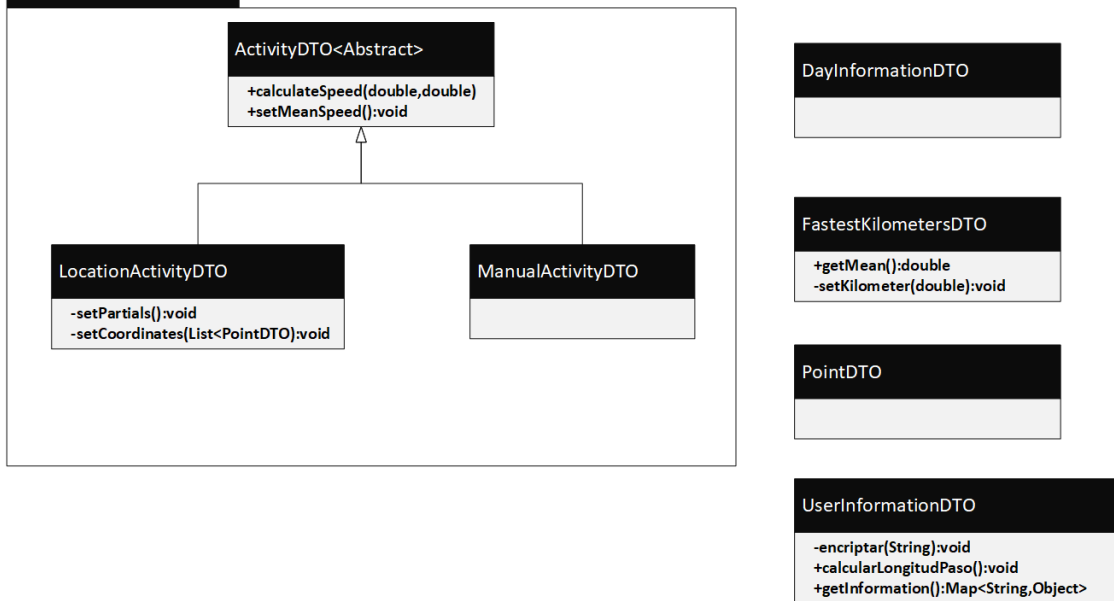 ActivityDTO<Abstract>
+calculateSpeed(double,double)
+setMeanSpeed():void
LocationActivityDTO
-setPartials():void
-setCoordinates(List<PointDTO):void
ManualActivityDTO
DayInformationDTO
FastestKilometersDTO
+getMean():double
-setKilometer(double):void
PointDTO
UserInformationDTO
-encriptar(String):void
+calcularLongitudPaso():void
+getInformation():Map<String,Object>